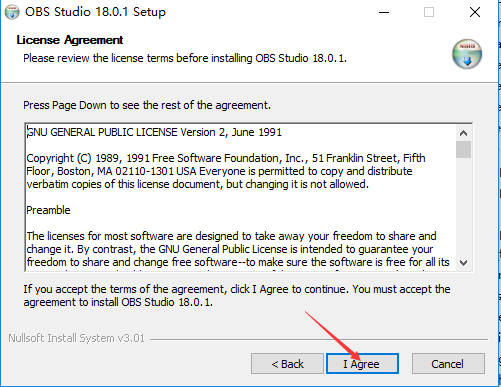 OBS Studio 18.0.1 Setup
License Agreement
Please review the license terms before installing OBS Studio 18.0.1.
Press Page Down to see the rest of the agreement.
GNU GENERAL PUBLIC LICENSE Version 2, June 1991
Copyright (C) 1989, 1991 Free Software Foundation, Inc., 51 Franklin Street, Fifth
Floor, Boston, MA 02110-1301 USA Everyone is permitted to copy and distribute
verbatim copies of this license document, but changing it is not allowed.
Preamble
The licenses for most software are designed to take away your freedom to share and
change it. By contrast, the GNU General Public License is intended to guarantee your
freedom to share and change free software--to make sure the software is free for all its
If you accept the terms of the agreement, click I Agree to continue. You must accept the
agreement to install OBS Studio 18.0.1.
Nullsoft Install System v3.01
< Back
I Agree
Cancel